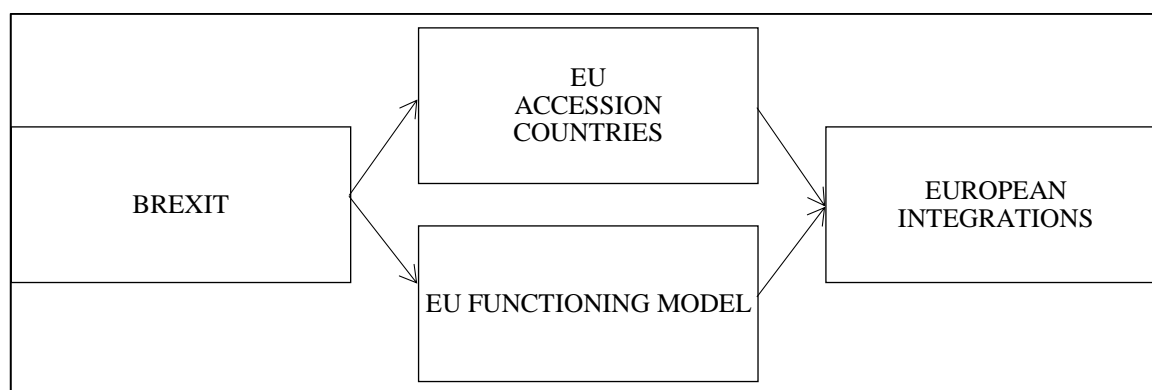 BREXIT
EU
ACCESSION
COUNTRIES
EU FUNCTIONING MODEL
EUROPEAN
INTEGRATIONS